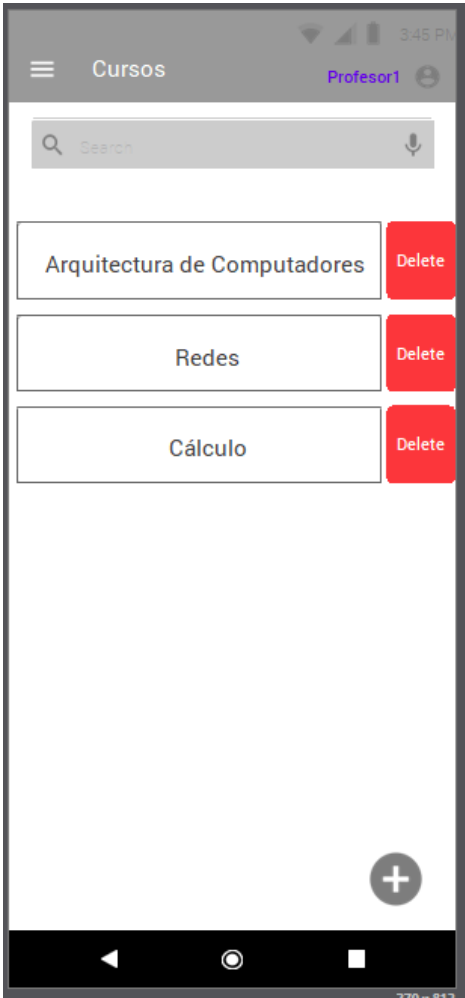 3:45 PM
Cursos
Profesor1
Search
Arquitectura de Computadores
Delete
Redes
Delete
Cálculo
Delete